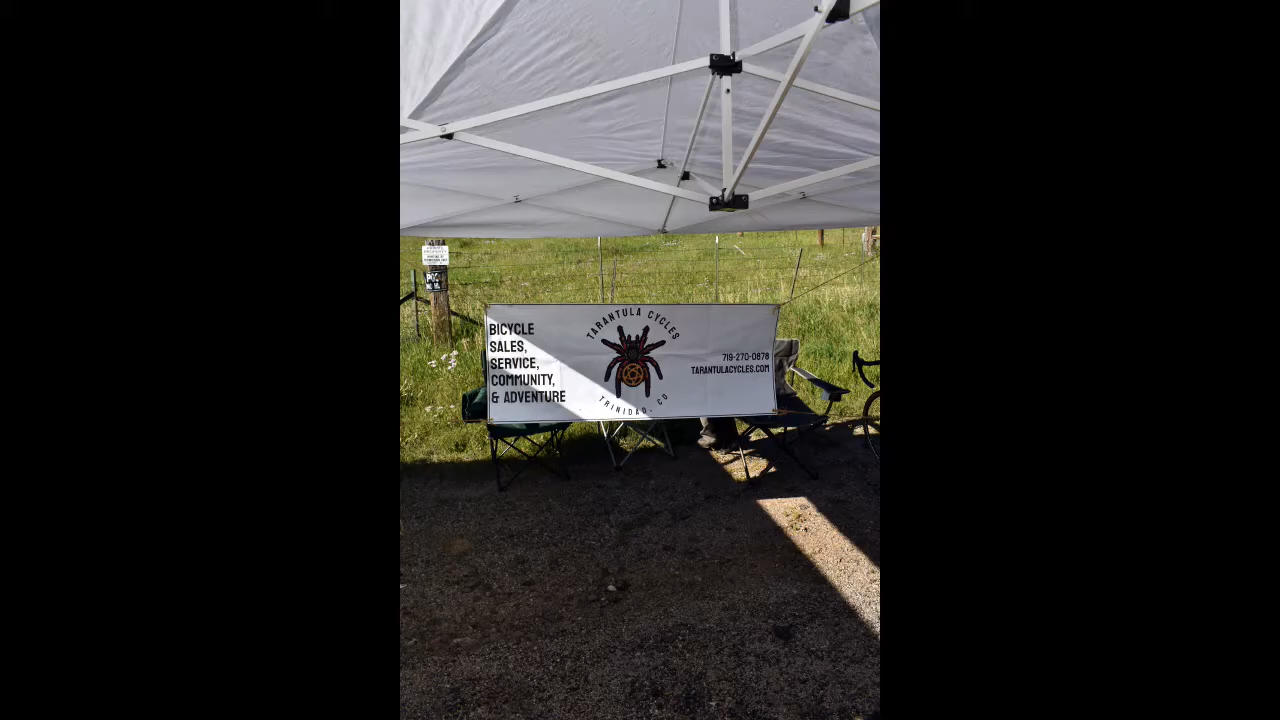 BICYCLE
SALES,
SERVICE,
COMMUNITY,
& ADVENTURE
TARANTULA CYCLES
TRINIDAD, CO
719-270-0878
TARANTULACYCLES.COM